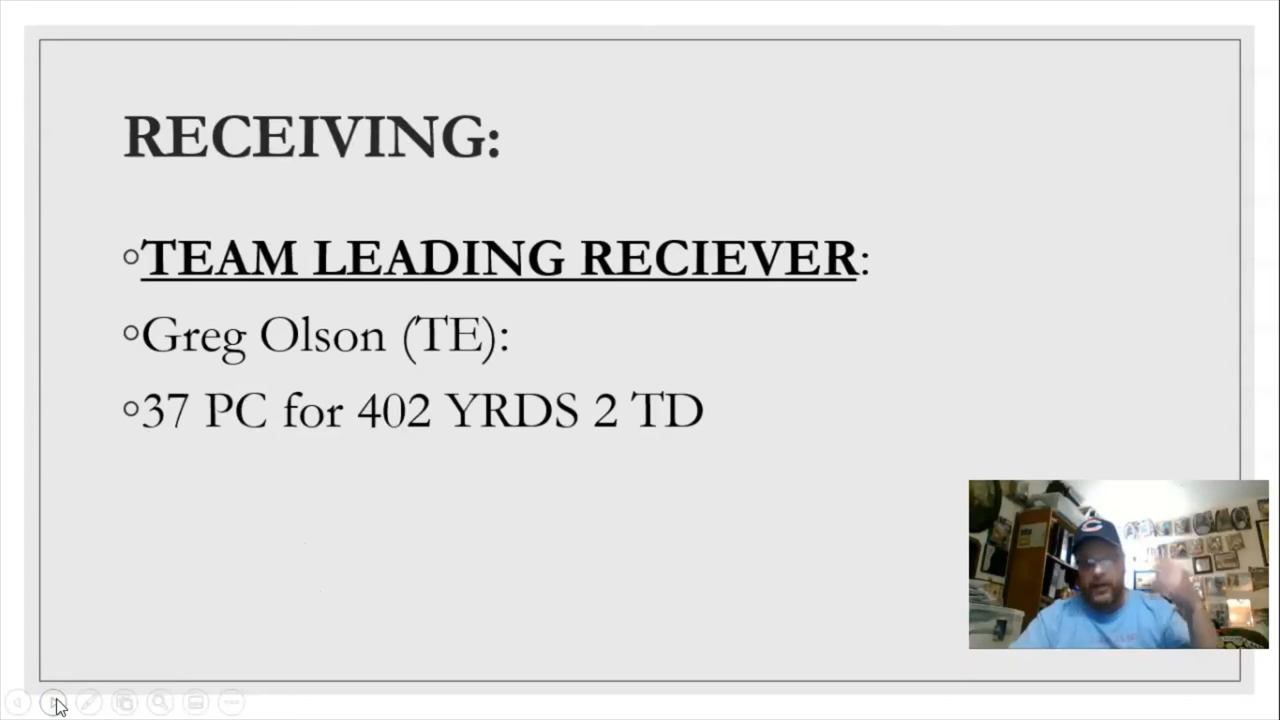 RECEIVING:
◦TEAM LEADING RECIEVER:
◦Greg Olson (TE):
◦37 PC for 402 YRDS 2 TD
C